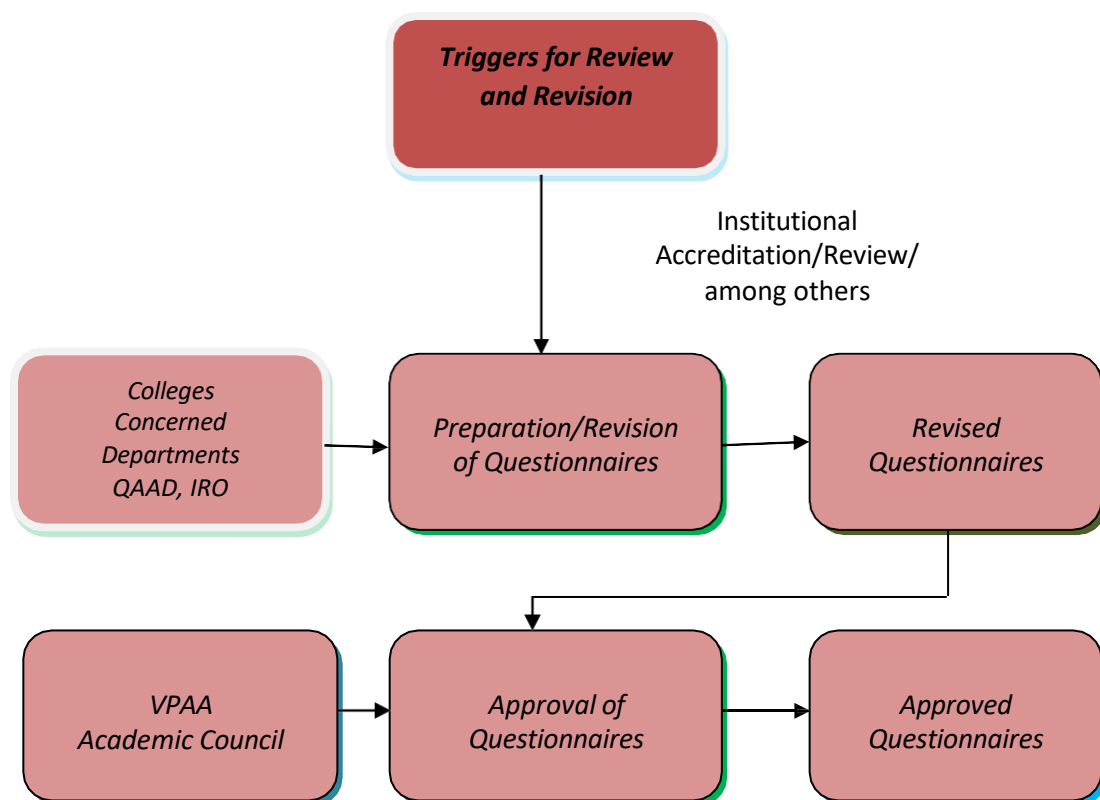 Triggers for Review
and Revision
Institutional
Accreditation/Review/
among others
Colleges
Concerned
Departments
QAAD, IRO
Preparation/Revision
of Questionnaires
Revised
Questionnaires
VPAA
Academic Council
Approval of
Questionnaires
Approved
Questionnaires